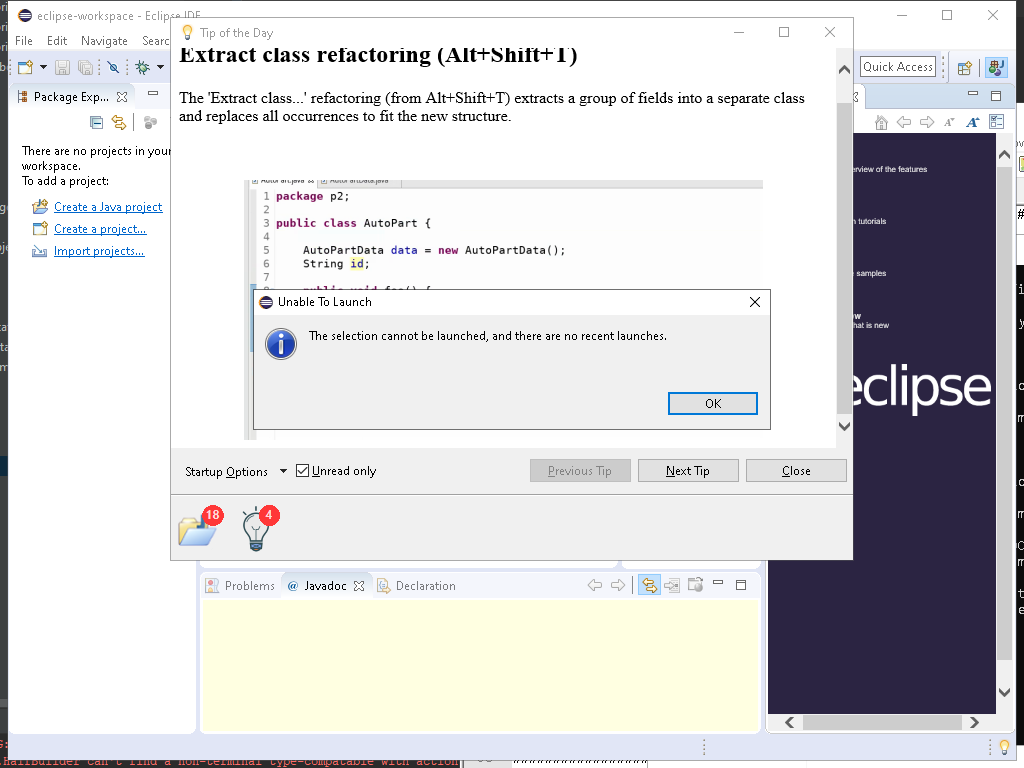 eclipse-workspace - Eclipse IDE
File Edit Navigate Searc
Quick Access
Package Exp...
There are no projects in your
workspace.
To add a project:
Create a Java project
Create a project...
Import projects...
Tip of the Day
Extract class refactoring (Alt+Shift+T)
The 'Extract class...' refactoring (from Alt+Shift+T) extracts a group of fields into a separate class
and replaces all occurrences to fit the new structure.
1 package p2;
2
3 public class AutoPart {
4
5 AutoPartData data = new AutoPartData();
6 String id;
7
public void foo() {
Unable To Launch
The selection cannot be launched, and there are no recent launches.
OK
Startup Options
Unread only
Previous Tip
Next Tip
Close
18
4
rview of the features
tutorials
samples
w
hat is new
eclipse
Problems
@ Javadoc
Declaration
.HallBuilder can't find a non-terminal type-compatable with action